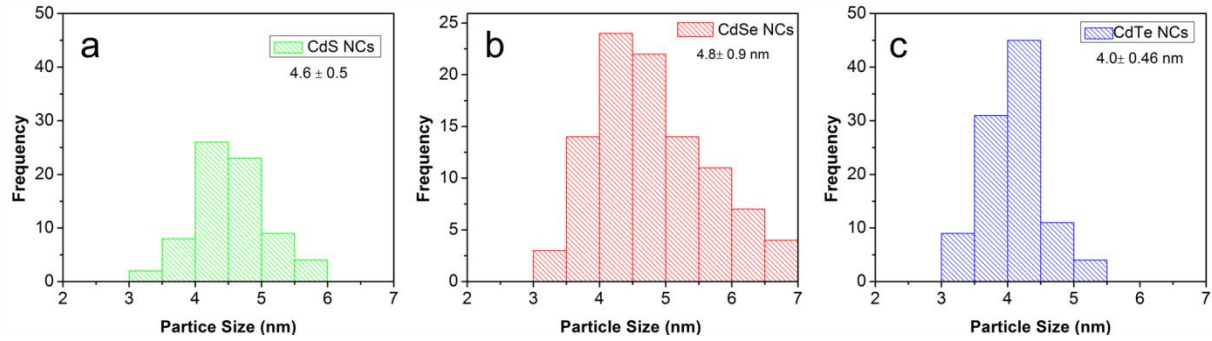 a
CdS NCs
4.6 ± 0.5
Frequency
50
40
30
20
10
0
2 3 4 5 6 7
Partice Size (nm)
b
CdSe NCs
4.8± 0.9 nm
Frequency
25
20
15
10
5
0
2 3 4 5 6 7
Particle Size (nm)
c
CdTe NCs
4.0± 0.46 nm
Frequency
50
40
30
20
10
0
2 3 4 5 6 7
Particle Size (nm)